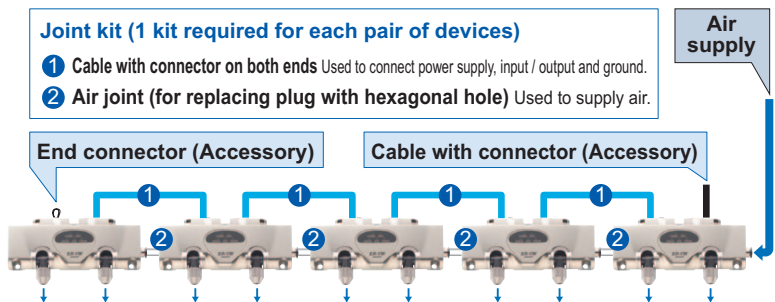 Joint kit (1 kit required for each pair of devices)
1 Cable with connector on both ends Used to connect power supply, input / output and ground.
2 Air joint (for replacing plug with hexagonal hole) Used to supply air.
Air
supply
End connector (Accessory)
Cable with connector (Accessory)
1 1 1 1
2 2 2 2